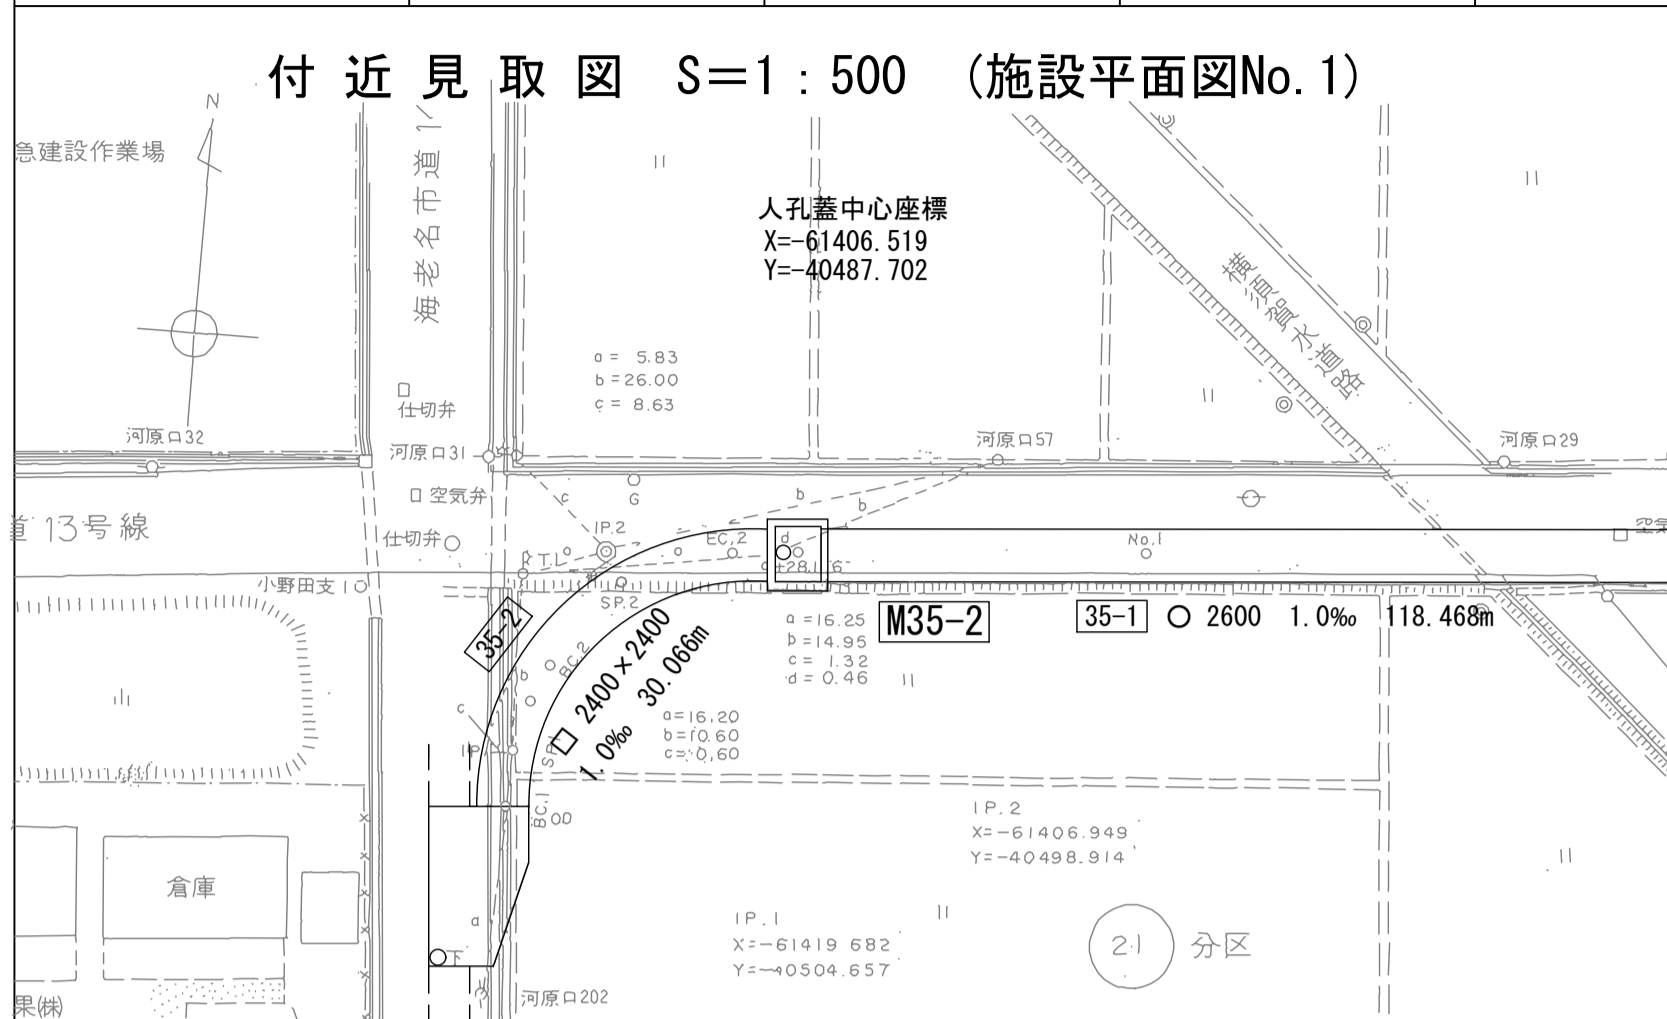 付近見取図 S=1:500 (施設平面図No.1)
N
急建設作業場
海老名市道
人孔蓋中心座標
X=-61406.519
Y=-40487.702
横須賀水道路
a = 5.83
b =26.00
c = 8.63
仕切弁
河原口32
河原口31
河原口57
河原口29
空気弁
G
c
b
b
道 13号線
仕切弁
IP.2
EC.2
d
No.1
空気
小野田支1
SP.2
35-2
BC.2
□ 2400×2400
1.0‰ 30.066m
a =16.25
b =14.95
c = 1.32
d = 0.46
M35-2
35-1 ○ 2600 1.0‰ 118.468m
c
a=16.20
b=10.60
c=0.60
SP.1
BC.1
IP.2
X=-61406.949
Y=-40498.914
倉庫
a
IP.1
X=-61419 682
Y=-40504.657
21 分区
下
河原口202
果㈱